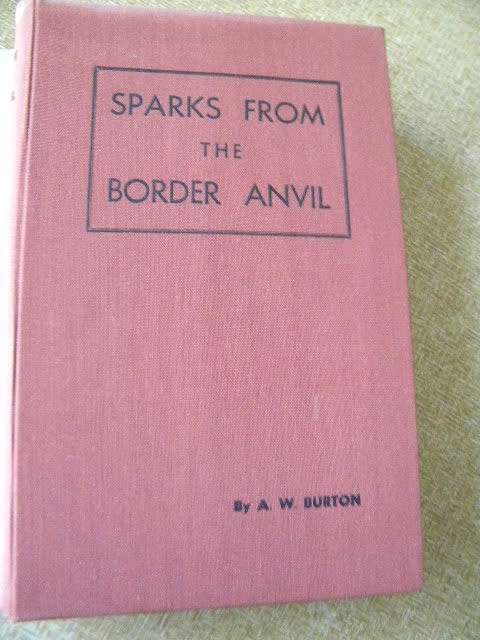 SPARKS FROM
THE
BORDER ANVIL
By A. W. BURTON